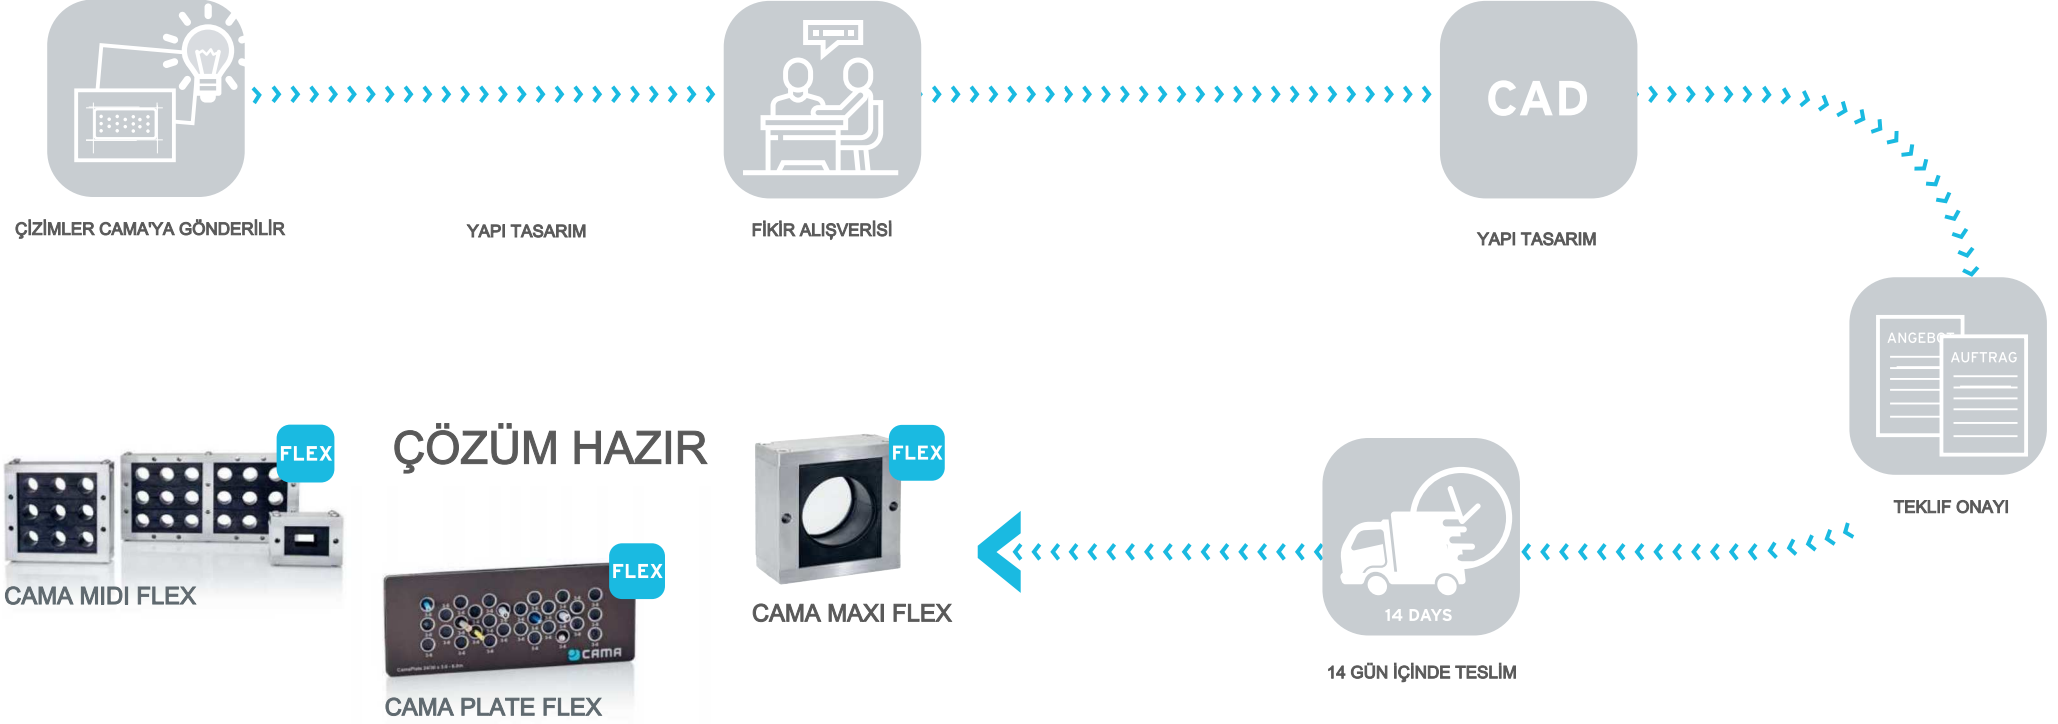 CAD
ÇİZİMLER CAMA'YA GÖNDERİLİR
YAPI TASARIM
FİKİR ALIŞVERİSİ
YAPI TASARIM
ANGEBOT
AUFTRAG
TEKLIF ONAYI
14 DAYS
14 GÜN İÇİNDE TESLİM
ÇÖZÜM HAZIR
FLEX
CAMA MIDI FLEX
FLEX
CAMA
CAMA PLATE FLEX
FLEX
CAMA MAXI FLEX